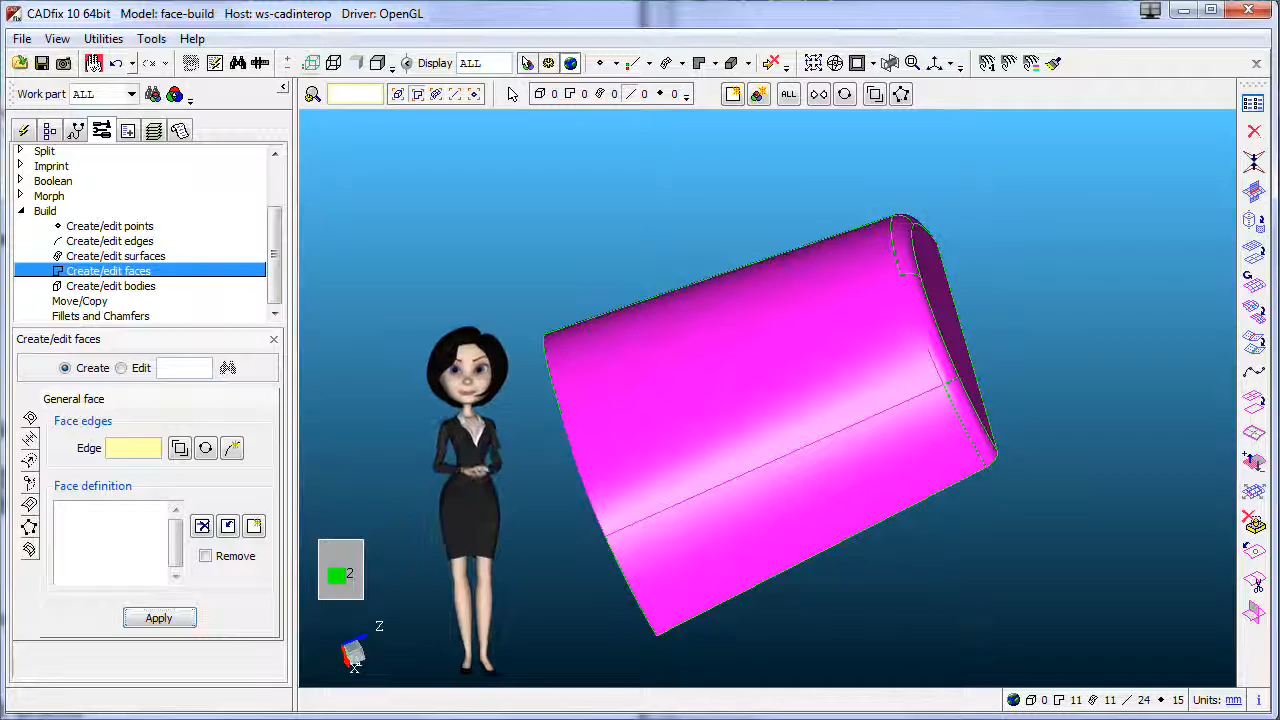 CADfix 10 64bit Model: face-build Host: ws-cadinterop Driver: OpenGL
File View Utilities Tools Help
Display ALL
Work part ALL
0 0 0 0 0
ALL
Split
Imprint
Boolean
Morph
Build
Create/edit points
Create/edit edges
Create/edit surfaces
Create/edit faces
Create/edit bodies
Move/Copy
Fillets and Chamfers
Create/edit faces
Create Edit
General face
Face edges
Edge
Face definition
Remove
Apply
2
Z
X
0 11 11 24 15 Units: mm